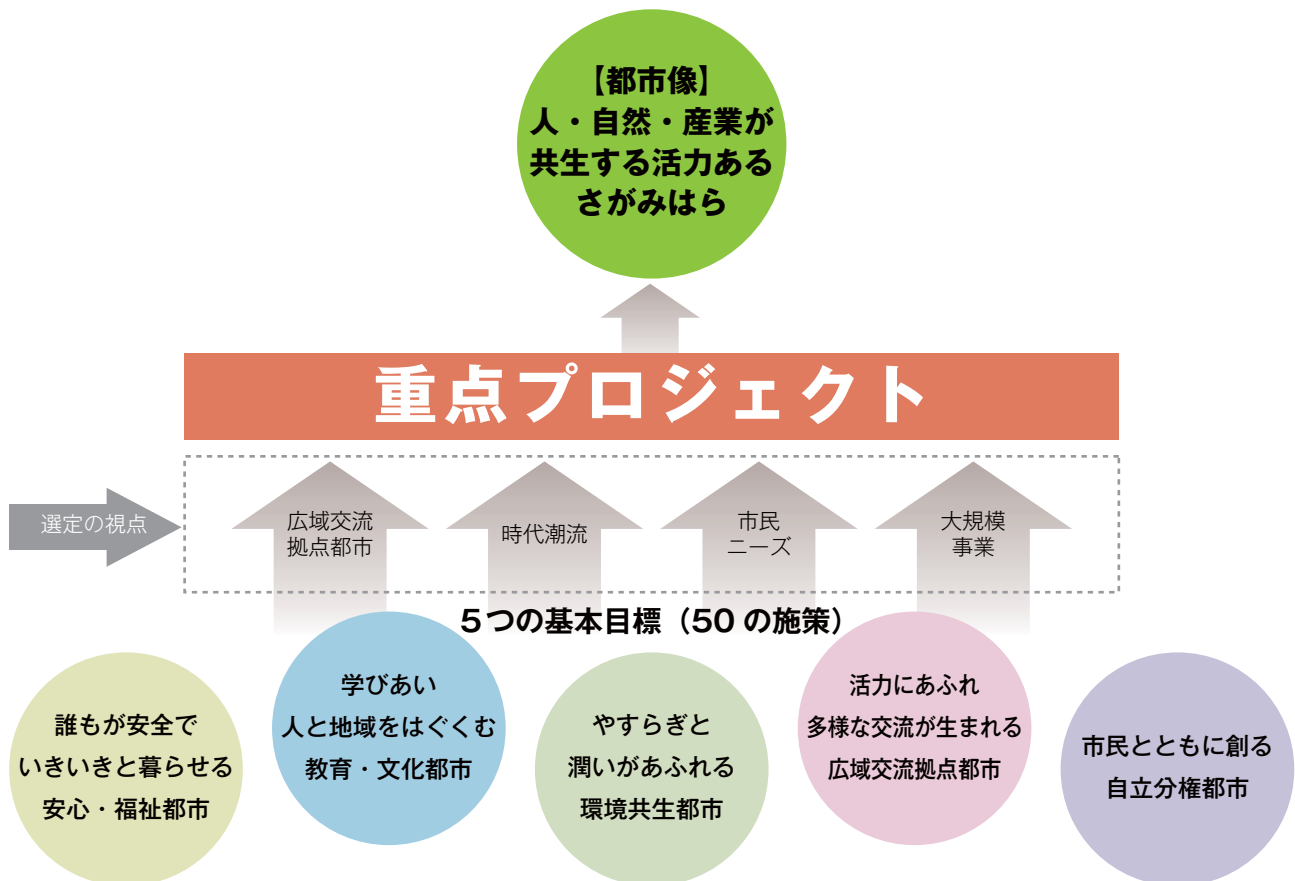 【都市像】
人・自然・産業が
共生する活力ある
さがみはら
重点プロジェクト
選定の視点
広域交流
拠点都市
時代潮流
市民
ニーズ
大規模
事業
5つの基本目標（50の施策）
誰もが安全で
いきいきと暮らせる
安心・福祉都市
学びあい
人と地域をはぐくむ
教育・文化都市
やすらぎと
潤いがあふれる
環境共生都市
活力にあふれ
多様な交流が生まれる
広域交流拠点都市
市民とともに創る
自立分権都市